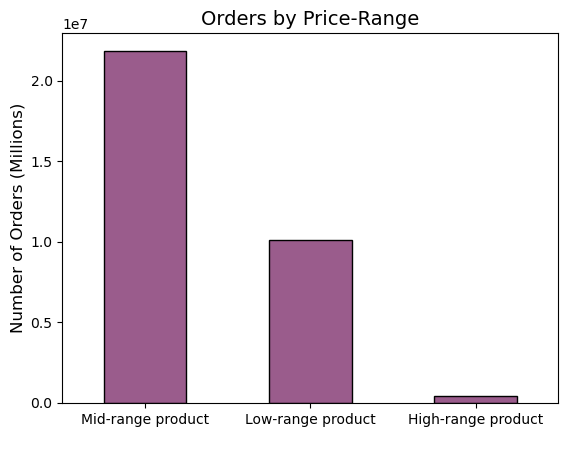 Orders by Price-Range
1e7
Number of Orders (Millions)
2.0
1.5
1.0
0.5
0.0
Mid-range product
Low-range product
High-range product